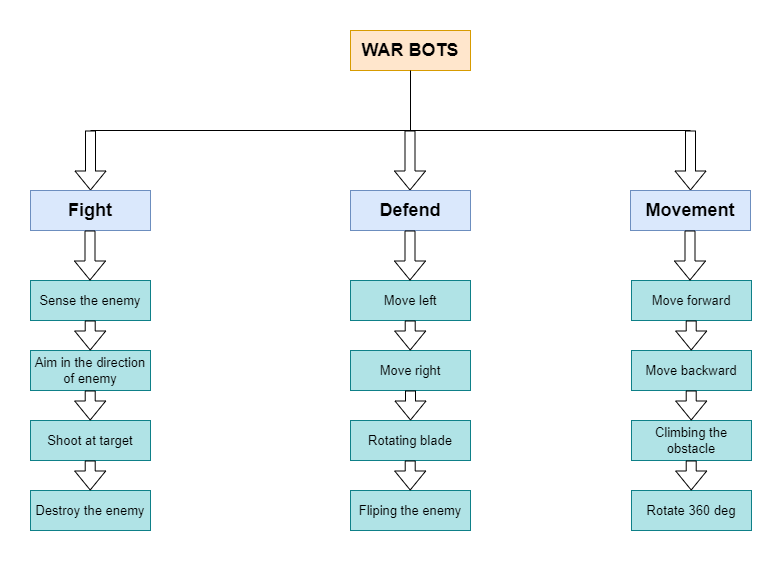 WAR BOTS
Fight
Defend
Movement
Sense the enemy
Move left
Move forward
Aim in the direction
of enemy
Move right
Move backward
Shoot at target
Rotating blade
Climbing the
obstacle
Destroy the enemy
Fliping the enemy
Rotate 360 deg